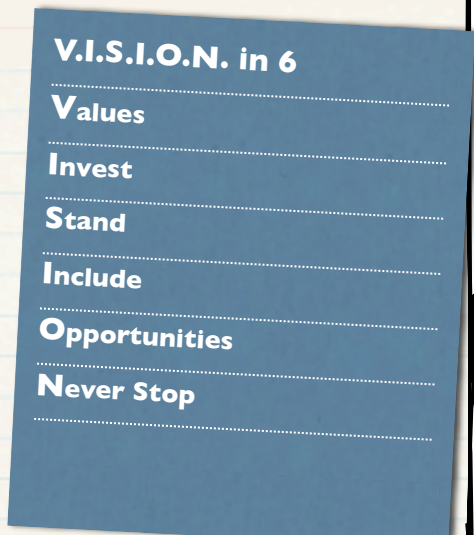 V.I.S.I.O.N. in 6
Values
Invest
Stand
Include
Opportunities
Never Stop